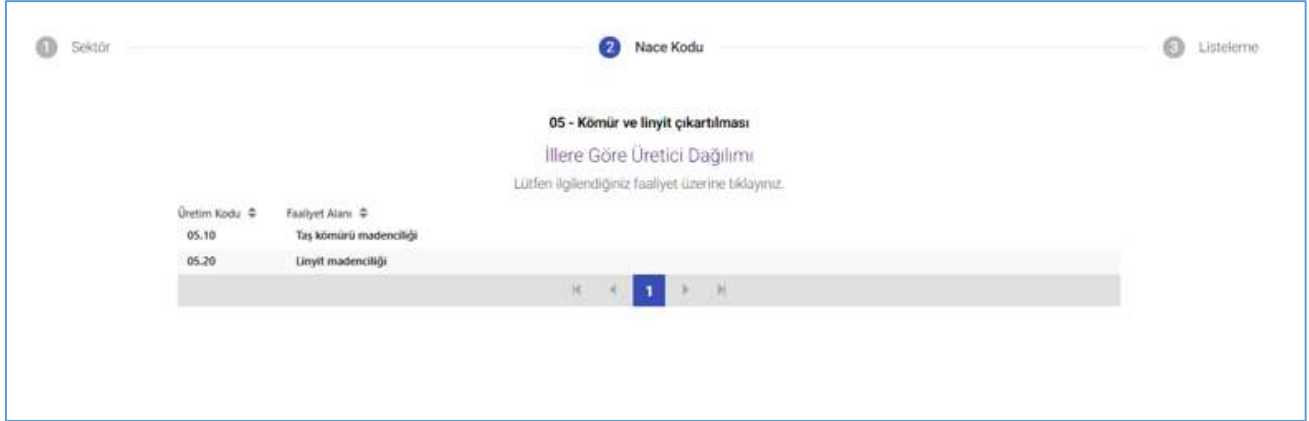 1 Sektör 2 Nace Kodu 3 Listeleme
05 - Kömür ve linyit çıkartılması
İllere Göre Üretici Dağılımı
Lütfen ilgilendiğiniz faaliyet üzerine tıklayınız.
Üretim Kodu Faaliyet Alanı
05.10 Taş kömürü madenciliği
05.20 Linyit madenciliği
1